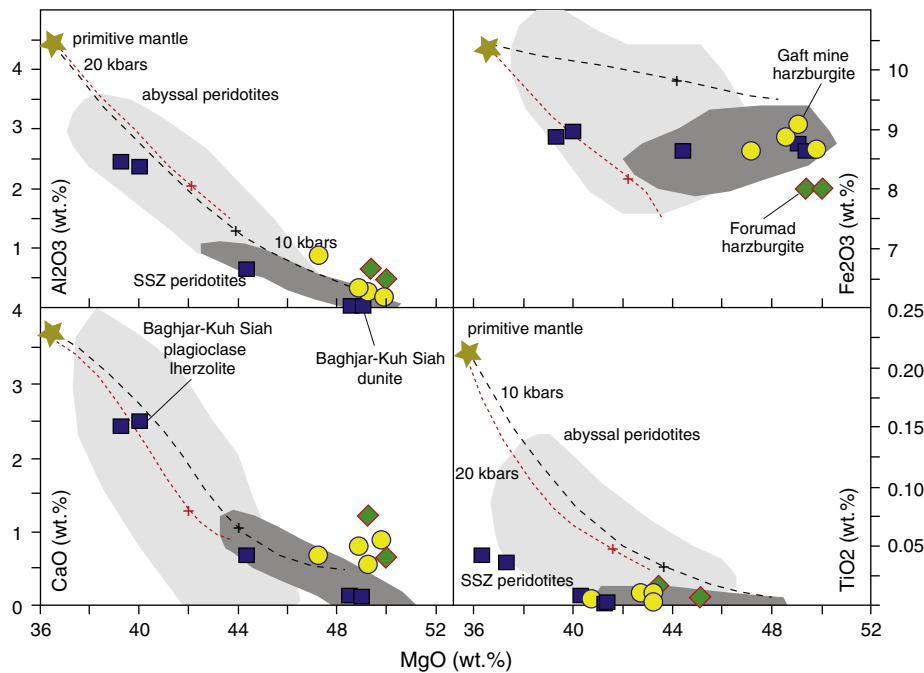 primitive mantle
20 kbars
abyssal peridotites
10 kbars
SSZ peridotites
Al2O3 (wt.%)
4
3
2
1
0
Gaft mine
harzburgite
Forumad
harzburgite
Fe2O3 (wt.%)
10
9
8
7
4
3
2
1
0
CaO (wt.%)
Baghjar-Kuh Siah
plagioclase
lherzolite
Baghjar-Kuh Siah
dunite
primitive mantle
10 kbars
abyssal peridotites
20 kbars
SSZ peridotites
TiO2 (wt.%)
0.25
0.20
0.15
0.10
0.05
36
40
44
48
52
40
44
48
52
MgO (wt.%)